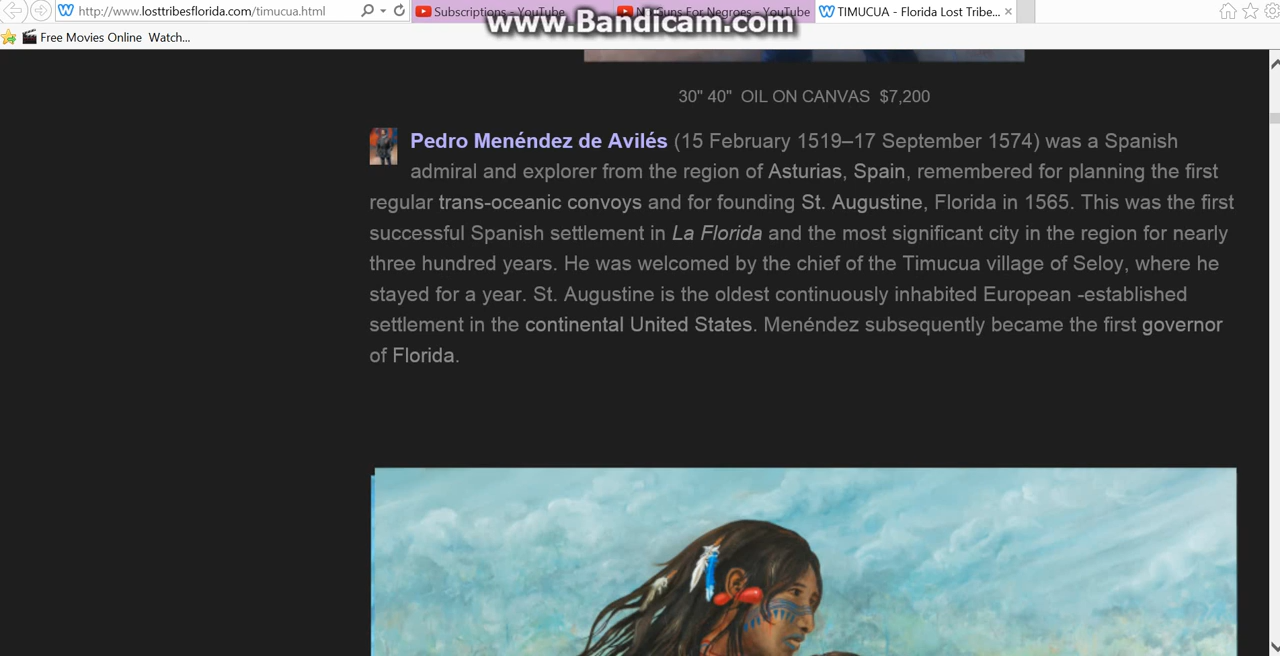 http://www.losttribesflorida.com/timucua.html
Subscriptions - YouTube
Guns For Negroes - YouTube
TIMUCUA - Florida Lost Tribe...
www.Bandicam.com
Free Movies Online Watch...
30" 40" OIL ON CANVAS $7,200
Pedro Menéndez de Avilés (15 February 1519–17 September 1574) was a Spanish
admiral and explorer from the region of Asturias, Spain, remembered for planning the first
regular trans-oceanic convoys and for founding St. Augustine, Florida in 1565. This was the first
successful Spanish settlement in La Florida and the most significant city in the region for nearly
three hundred years. He was welcomed by the chief of the Timucua village of Seloy, where he
stayed for a year. St. Augustine is the oldest continuously inhabited European -established
settlement in the continental United States. Menéndez subsequently became the first governor
of Florida.